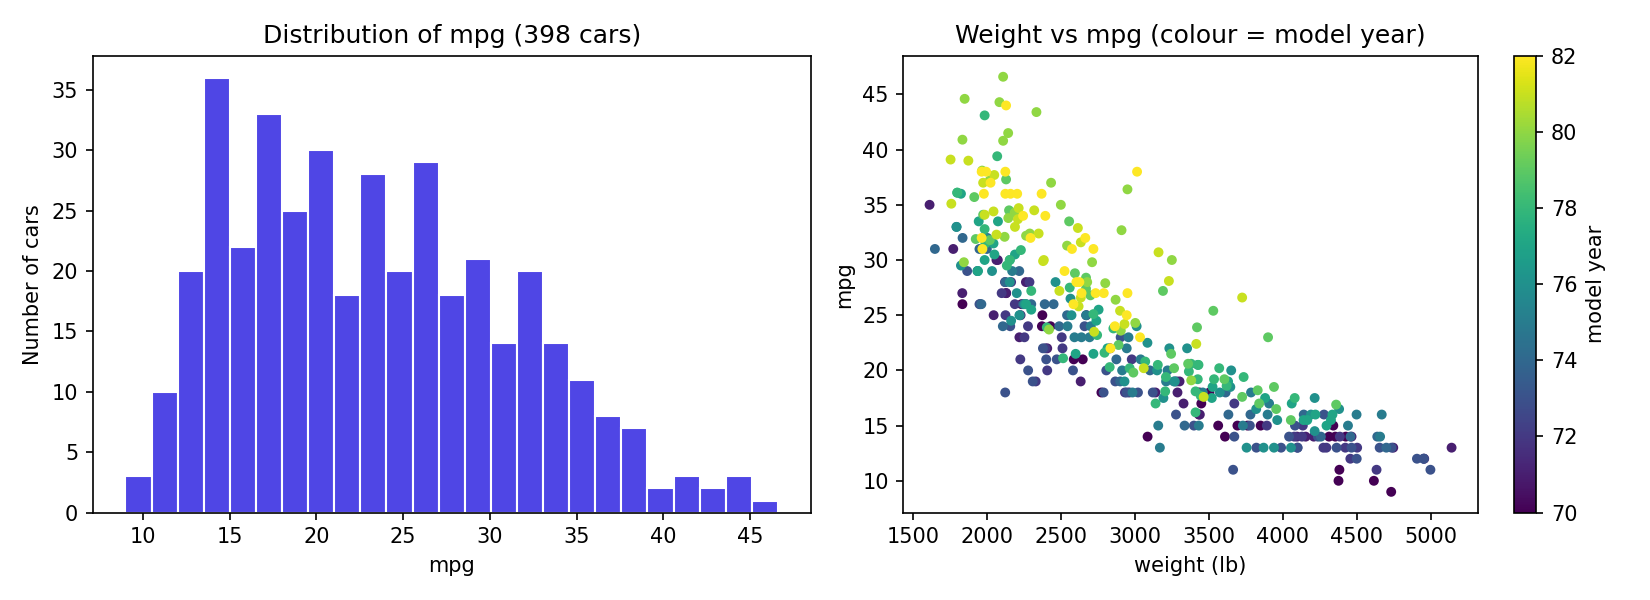 Distribution of mpg (398 cars)
Number of cars
35
30
25
20
15
10
5
0
10 15 20 25 30 35 40 45
mpg
Weight vs mpg (colour = model year)
mpg
45
40
35
30
25
20
15
10
1500 2000 2500 3000 3500 4000 4500 5000
weight (lb)
82
80
78
76
74
72
70
model year